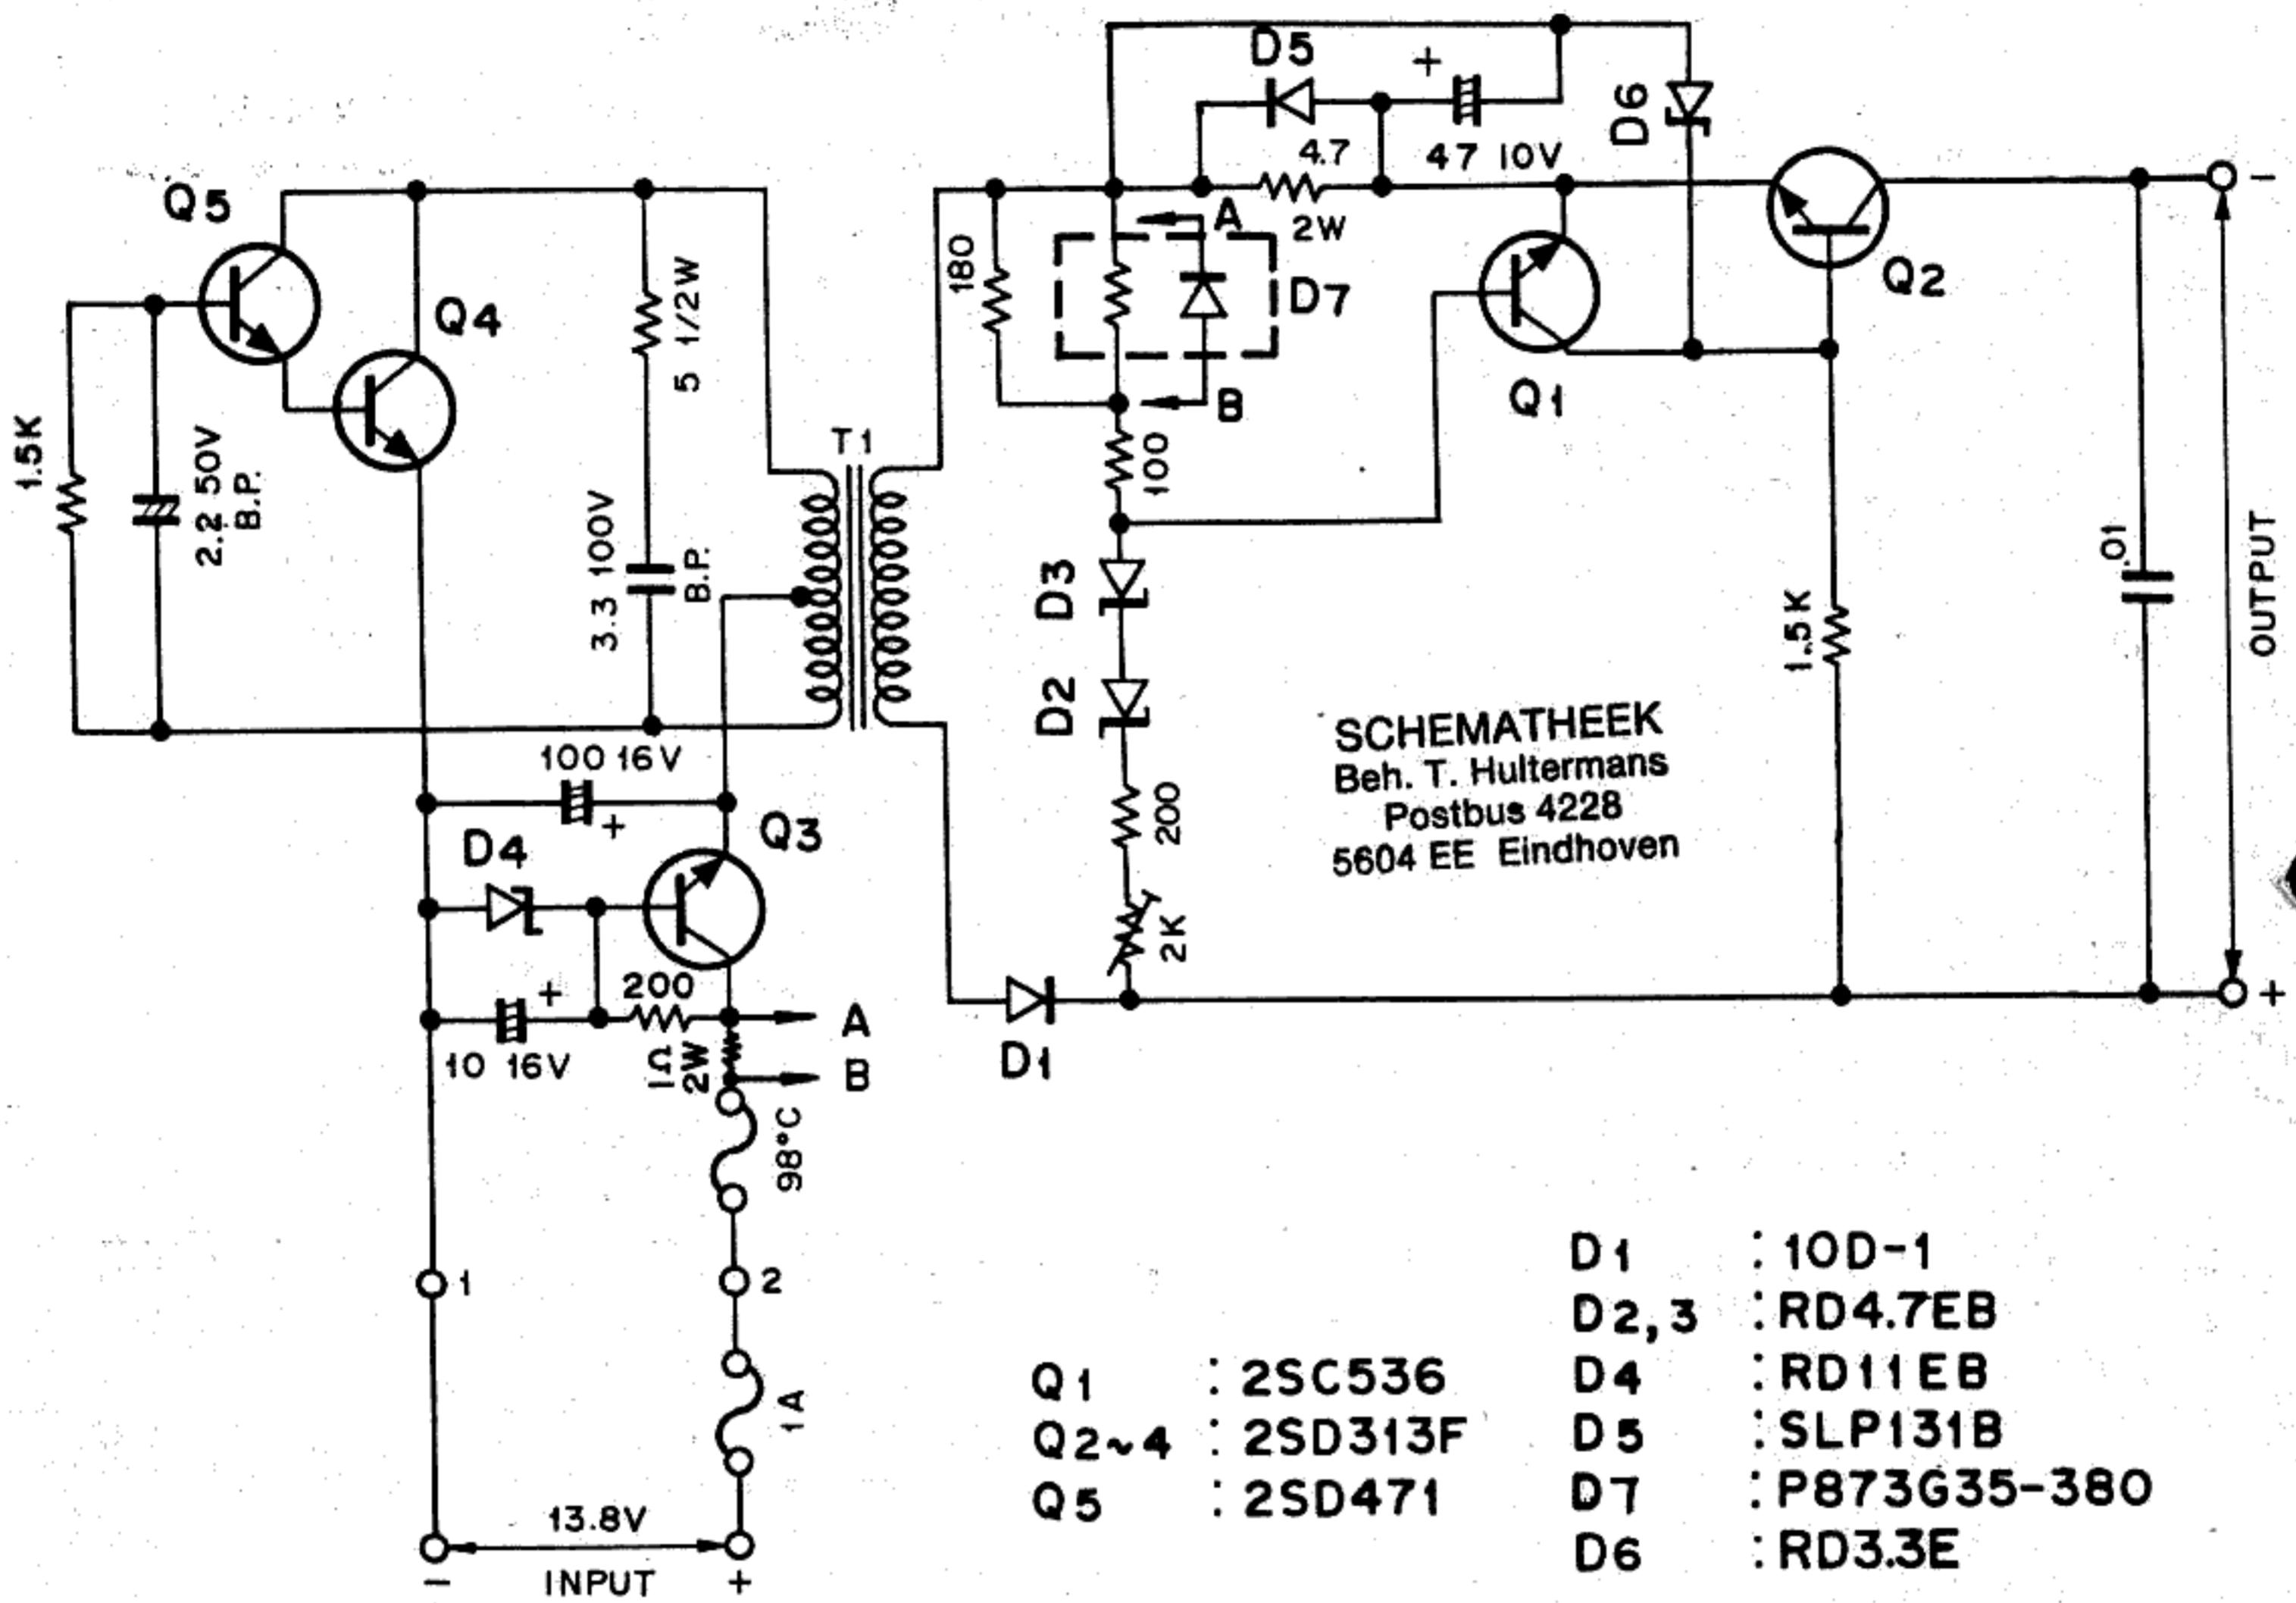 D5
+
D6
4.7
47 10V
Q5
A
2W
-
180
D7
Q2
Q4
5 1/2W
B
Q1
1.5K
2.2 50V
B.P.
T1
100
3.3 100V
B.P.
D3
.01
OUTPUT
D2
1.5K
SCHEMATHEEK
Beh. T. Hultermans
Postbus 4228
5604 EE Eindhoven
100 16V
+
Q3
D4
200
2K
+
200
A
10 16V
1Ω
2W
B
D1
+
98°C
1
2
1A
13.8V
- INPUT +
Q1 : 2SC536
Q2~4 : 2SD313F
Q5 : 2SD471
D1 : 10D-1
D2,3 : RD4.7EB
D4 : RD11EB
D5 : SLP131B
D7 : P873G35-380
D6 : RD3.3E